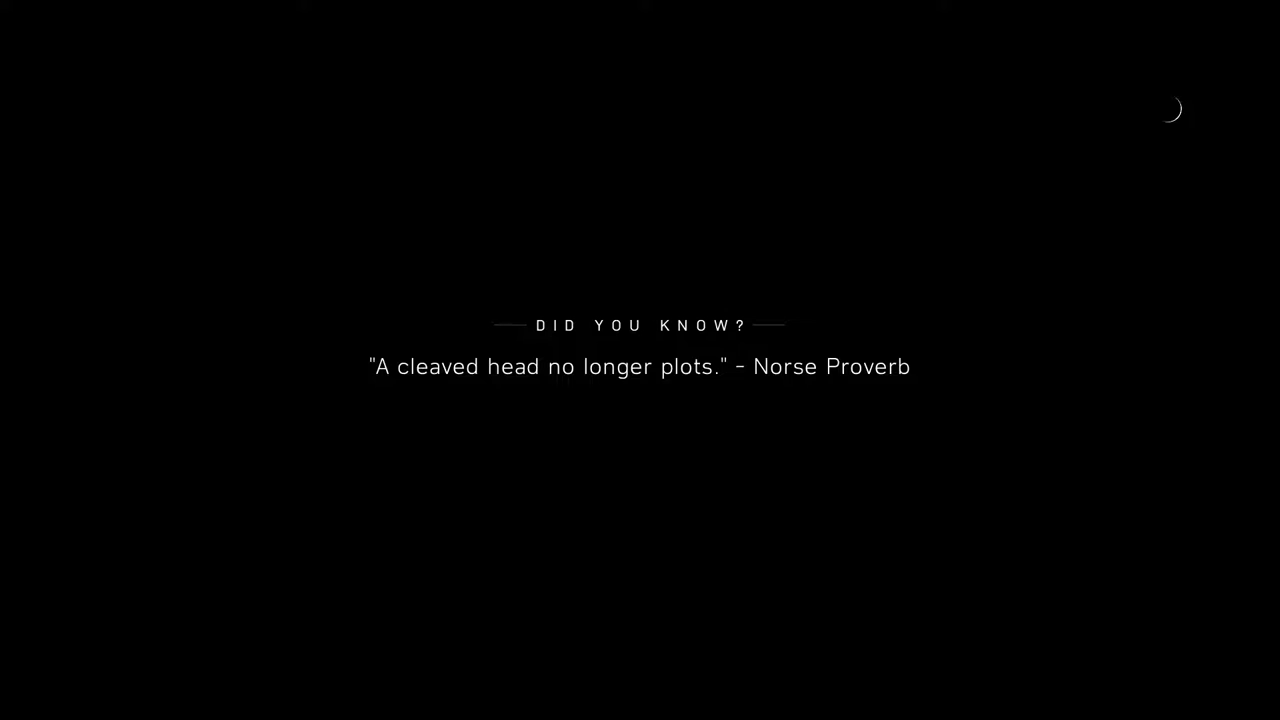 DID YOU KNOW?
"A cleaved head no longer plots." - Norse Proverb